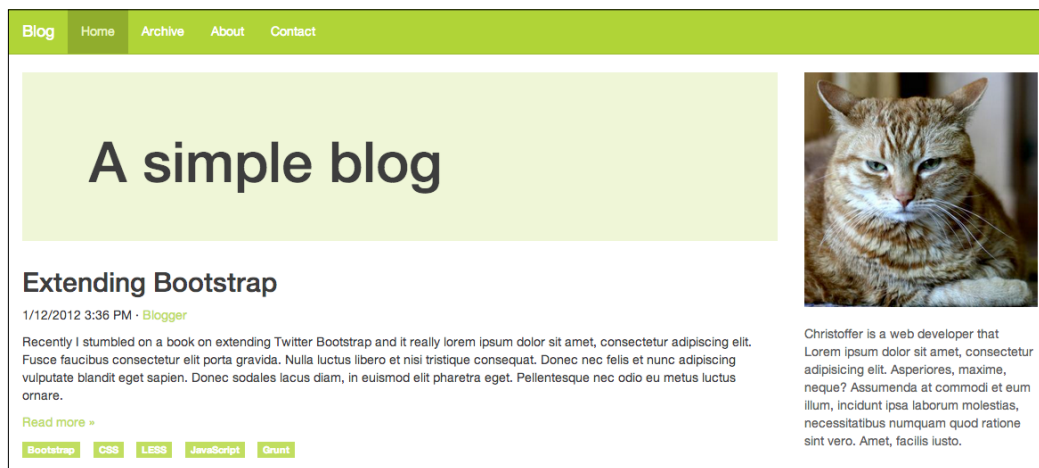 Blog Home Archive About Contact
A simple blog
Extending Bootstrap
1/12/2012 3:36 PM · Blogger
Recently I stumbled on a book on extending Twitter Bootstrap and it really lorem ipsum dolor sit amet, consectetur adipiscing elit.
Fusce faucibus consectetur elit porta gravida. Nulla luctus libero et nisi tristique consequat. Donec nec felis et nunc adipiscing
vulputate blandit eget sapien. Donec sodales lacus diam, in euismod elit pharetra eget. Pellentesque nec odio eu metus luctus
ornare.
Read more »
Bootstrap CSS LESS JavaScript Grunt
Christoffer is a web developer that
Lorem ipsum dolor sit amet, consectetur
adipisicing elit. Asperiores, maxime,
neque? Assumenda at commodi et eum
illum, incidunt ipsa laborum molestias,
necessitatibus numquam quod ratione
sint vero. Amet, facilis iusto.